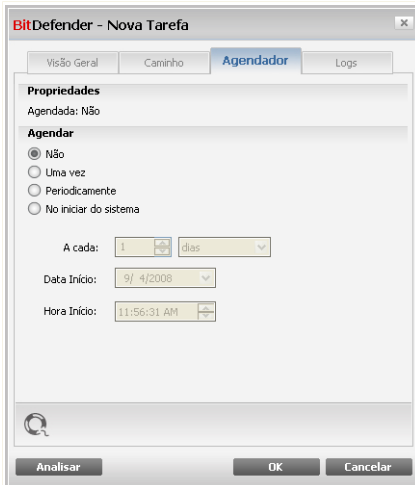 BitDefender - Nova Tarefa
Visão Geral Caminho Agendador Logs
Propriedades
Agendada: Não
Agendar
Não
Uma vez
Periodicamente
No iniciar do sistema
A cada: 1 dias
Data Início: 9/ 4/2008
Hora Início: 11:56:31 AM
Analisar OK Cancelar